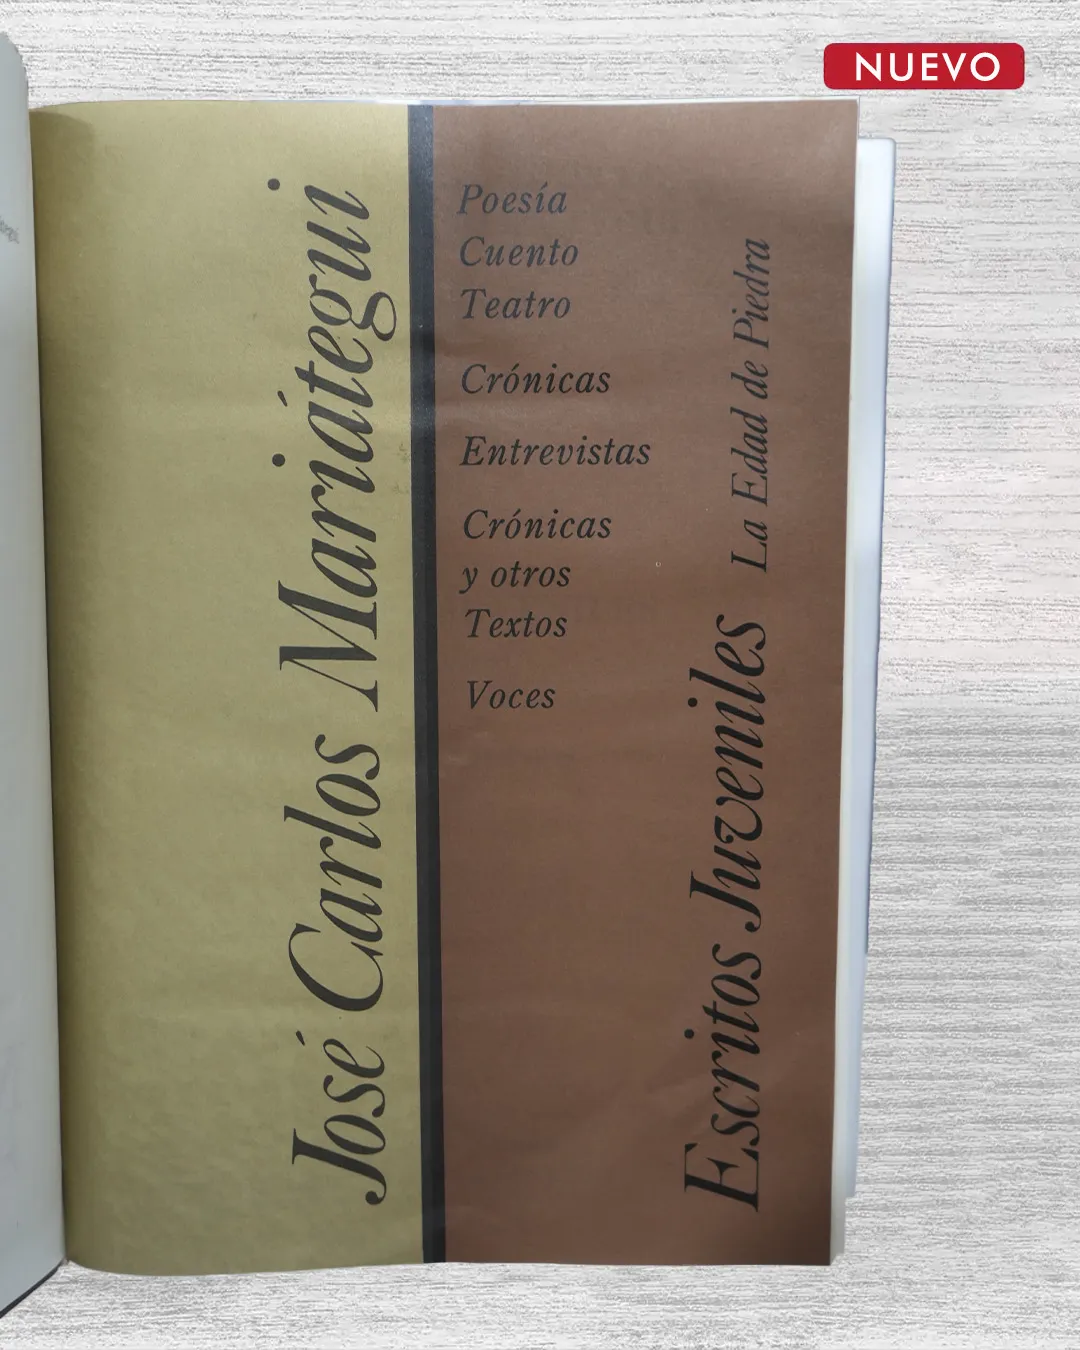 NUEVO
José Carlos Mariátegui
Poesía
Cuento
Teatro
Crónicas
Entrevistas
Crónicas
y otros
Textos
Voces
Escritos Juveniles La Edad de Piedra